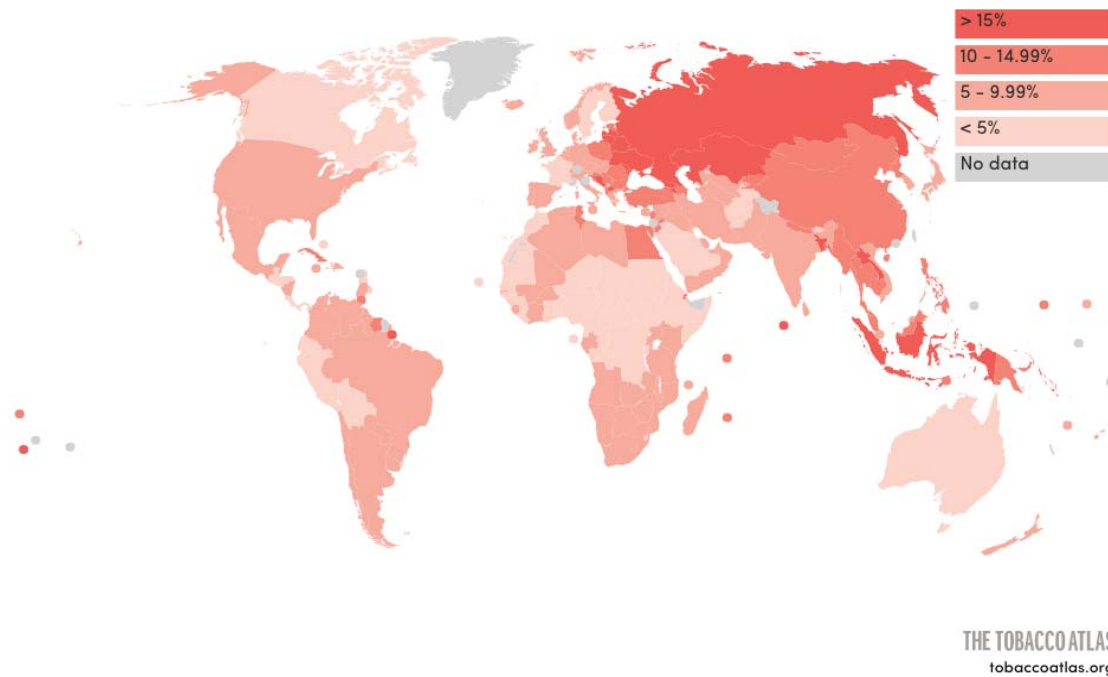 > 15%
10 - 14.99%
5 - 9.99%
< 5%
No data
THE TOBACCO ATLAS
tobaccoatlas.org